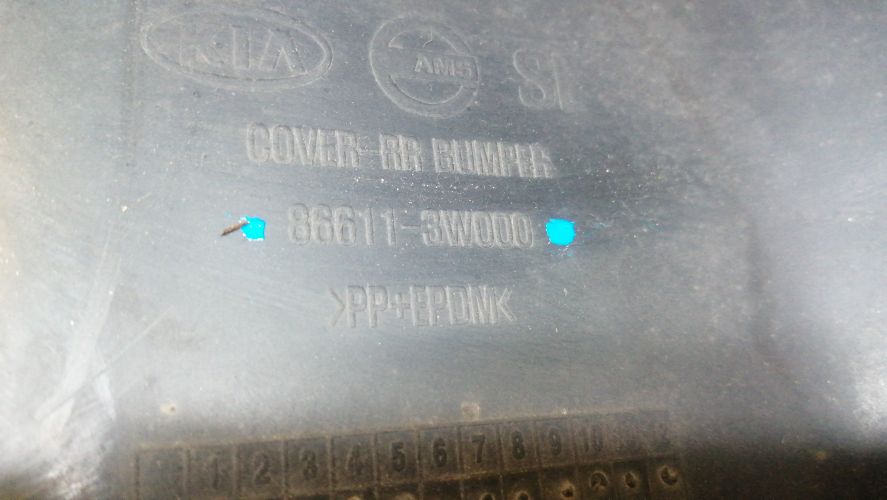 KIA AMS SL
COVER-RR BUMPER
86611-3W000
>PP+EPDM<
1 2 3 4 5 6 7 8 9 10